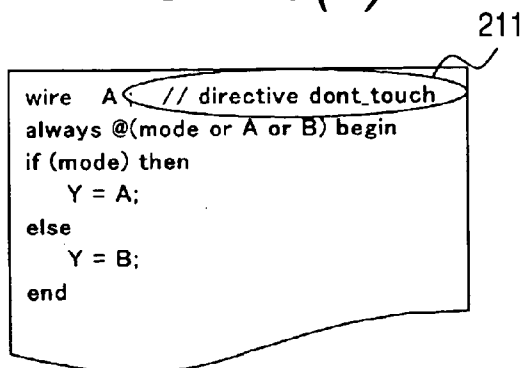 211
wire A; // directive dont_touch
always @(mode or A or B) begin
if (mode) then
Y = A;
else
Y = B;
end